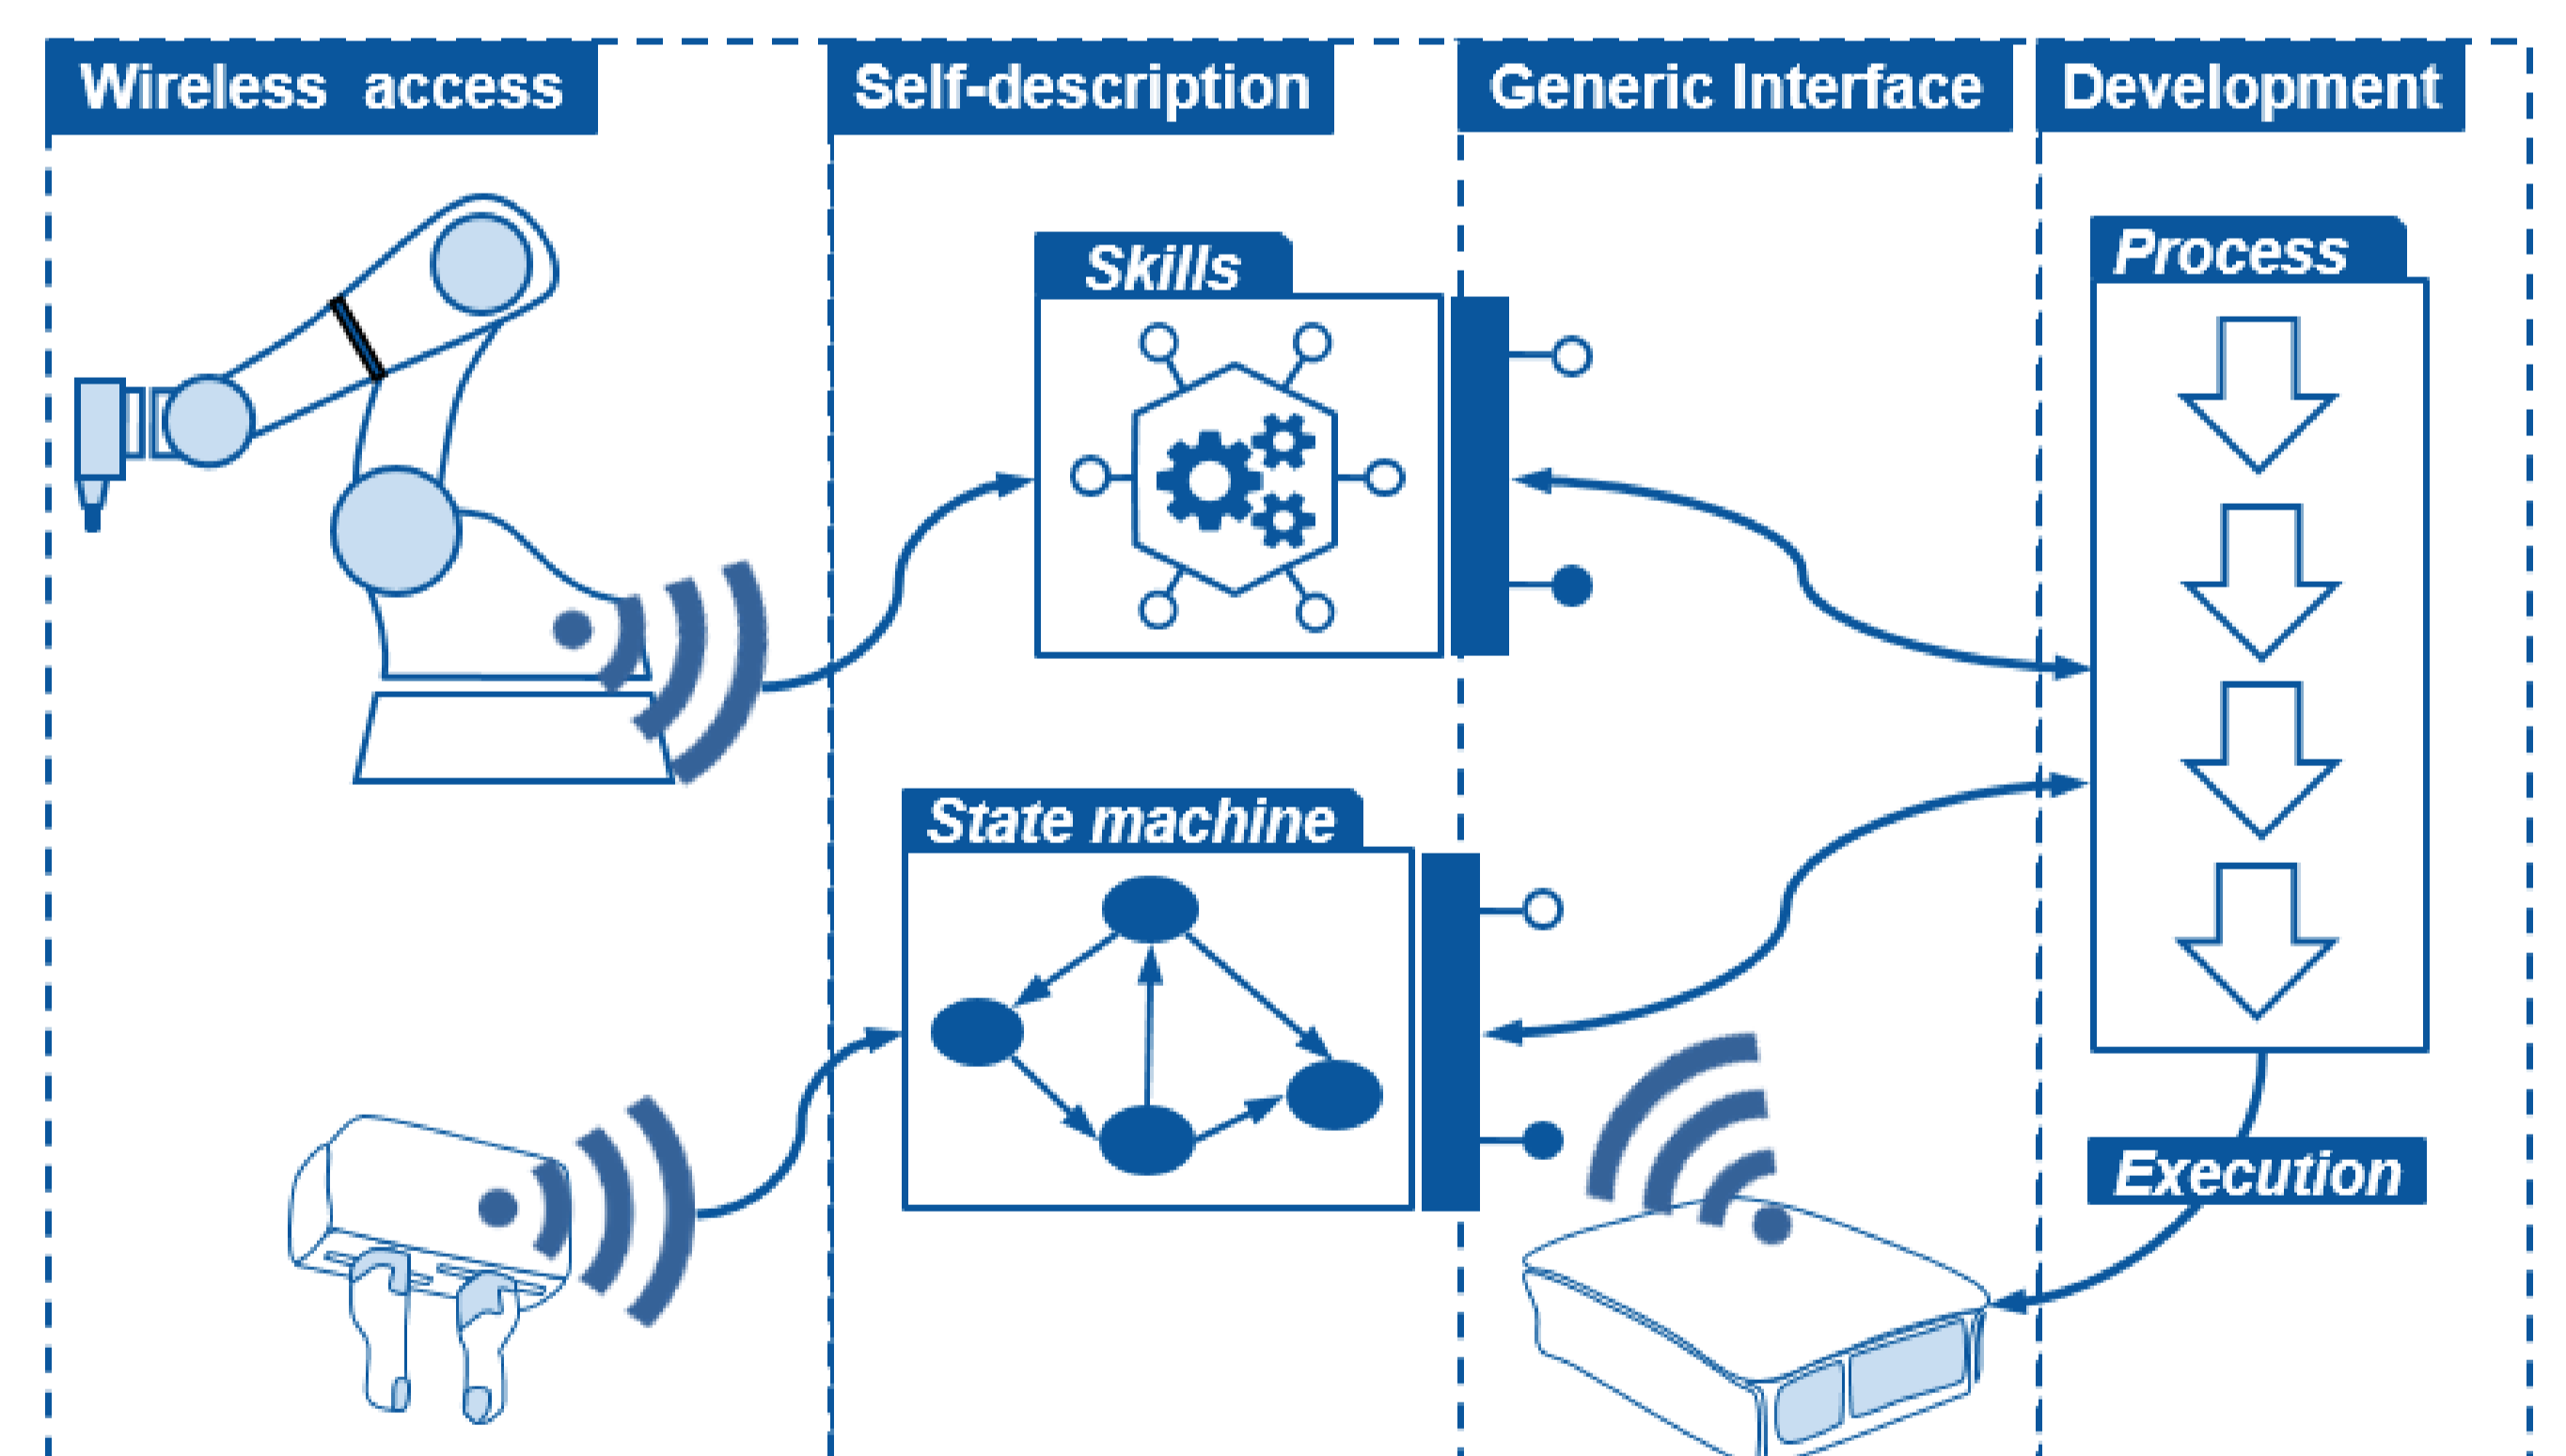 Wireless access
Self-description
Generic Interface
Development
Skills
Process
State machine
Execution